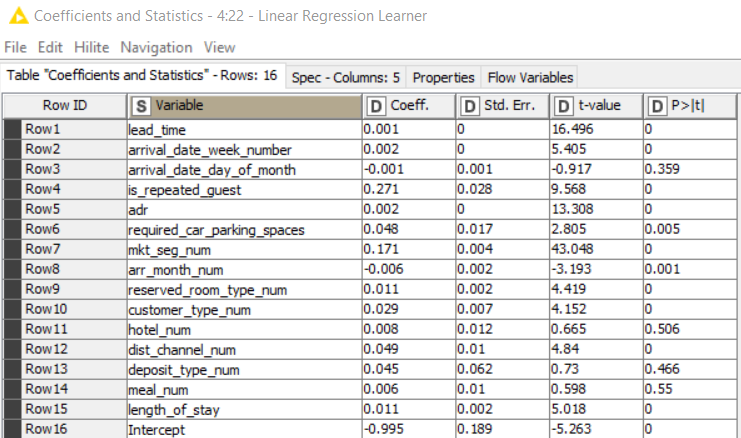 Coefficients and Statistics - 4:22 - Linear Regression Learner
File Edit Hilite Navigation View
Table "Coefficients and Statistics" - Rows: 16 Spec - Columns: 5 Properties Flow Variables
Row ID S Variable D Coeff. D Std. Err. D t-value D P>|t|
Row1 lead_time 0.001 0 16.496 0
Row2 arrival_date_week_number 0.002 0 5.405 0
Row3 arrival_date_day_of_month -0.001 0.001 -0.917 0.359
Row4 is_repeated_guest 0.271 0.028 9.568 0
Row5 adr 0.002 0 13.308 0
Row6 required_car_parking_spaces 0.048 0.017 2.805 0.005
Row7 mkt_seg_num 0.171 0.004 43.048 0
Row8 arr_month_num -0.006 0.002 -3.193 0.001
Row9 reserved_room_type_num 0.011 0.002 4.419 0
Row10 customer_type_num 0.029 0.007 4.152 0
Row11 hotel_num 0.008 0.012 0.665 0.506
Row12 dist_channel_num 0.049 0.01 4.84 0
Row13 deposit_type_num 0.045 0.062 0.73 0.466
Row14 meal_num 0.006 0.01 0.598 0.55
Row15 length_of_stay 0.011 0.002 5.018 0
Row16 Intercept -0.995 0.189 -5.263 0